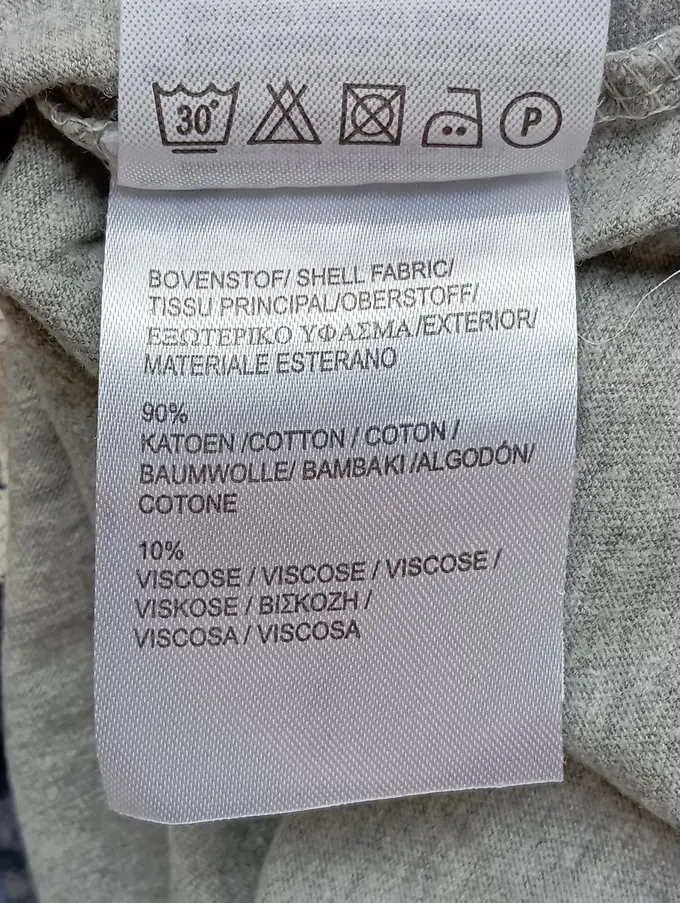 30°
P
BOVENSTOF/ SHELL FABRIC/
TISSU PRINCIPAL/OBERSTOFF/
ΕΞΩΤΕΡΙΚΟ ΥΦΑΣΜΑ/EXTERIOR/
MATERIALE ESTERANO
90%
KATOEN /COTTON / COTON /
BAUMWOLLE/ BAMBAKI /ALGODÓN/
COTONE
10%
VISCOSE / VISCOSE / VISCOSE /
VISKOSE / ΒΙΣΚΟΖΗ /
VISCOSA / VISCOSA